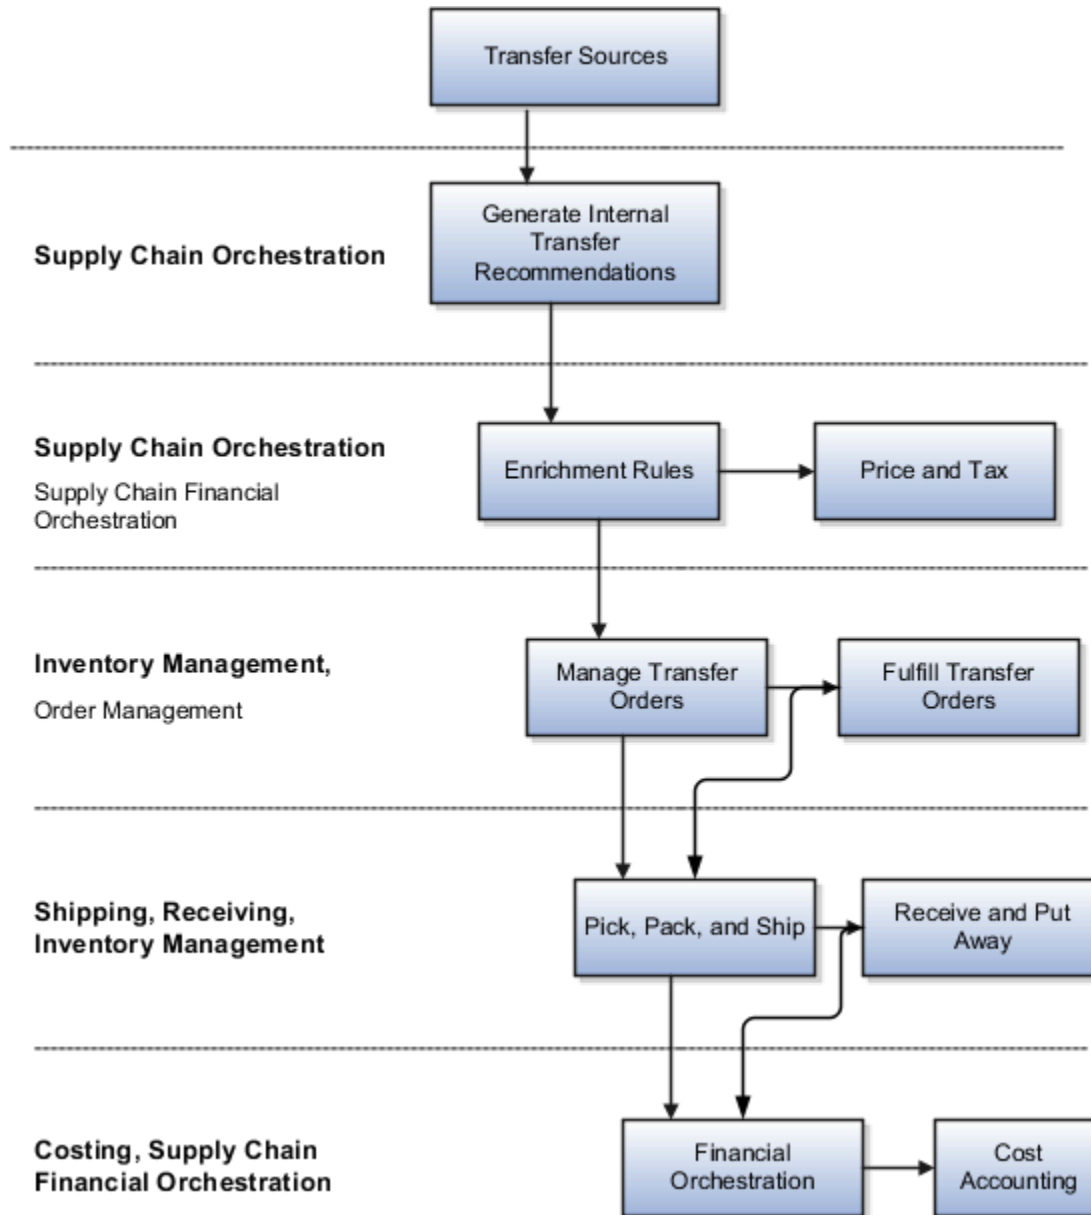 Transfer Sources
Supply Chain Orchestration
Generate Internal
Transfer
Recommendations
Supply Chain Orchestration
Supply Chain Financial
Orchestration
Enrichment Rules
Price and Tax
Inventory Management,
Order Management
Manage Transfer
Orders
Fulfill Transfer
Orders
Shipping, Receiving,
Inventory Management
Pick, Pack, and Ship
Receive and Put
Away
Costing, Supply Chain
Financial Orchestration
Financial
Orchestration
Cost
Accounting